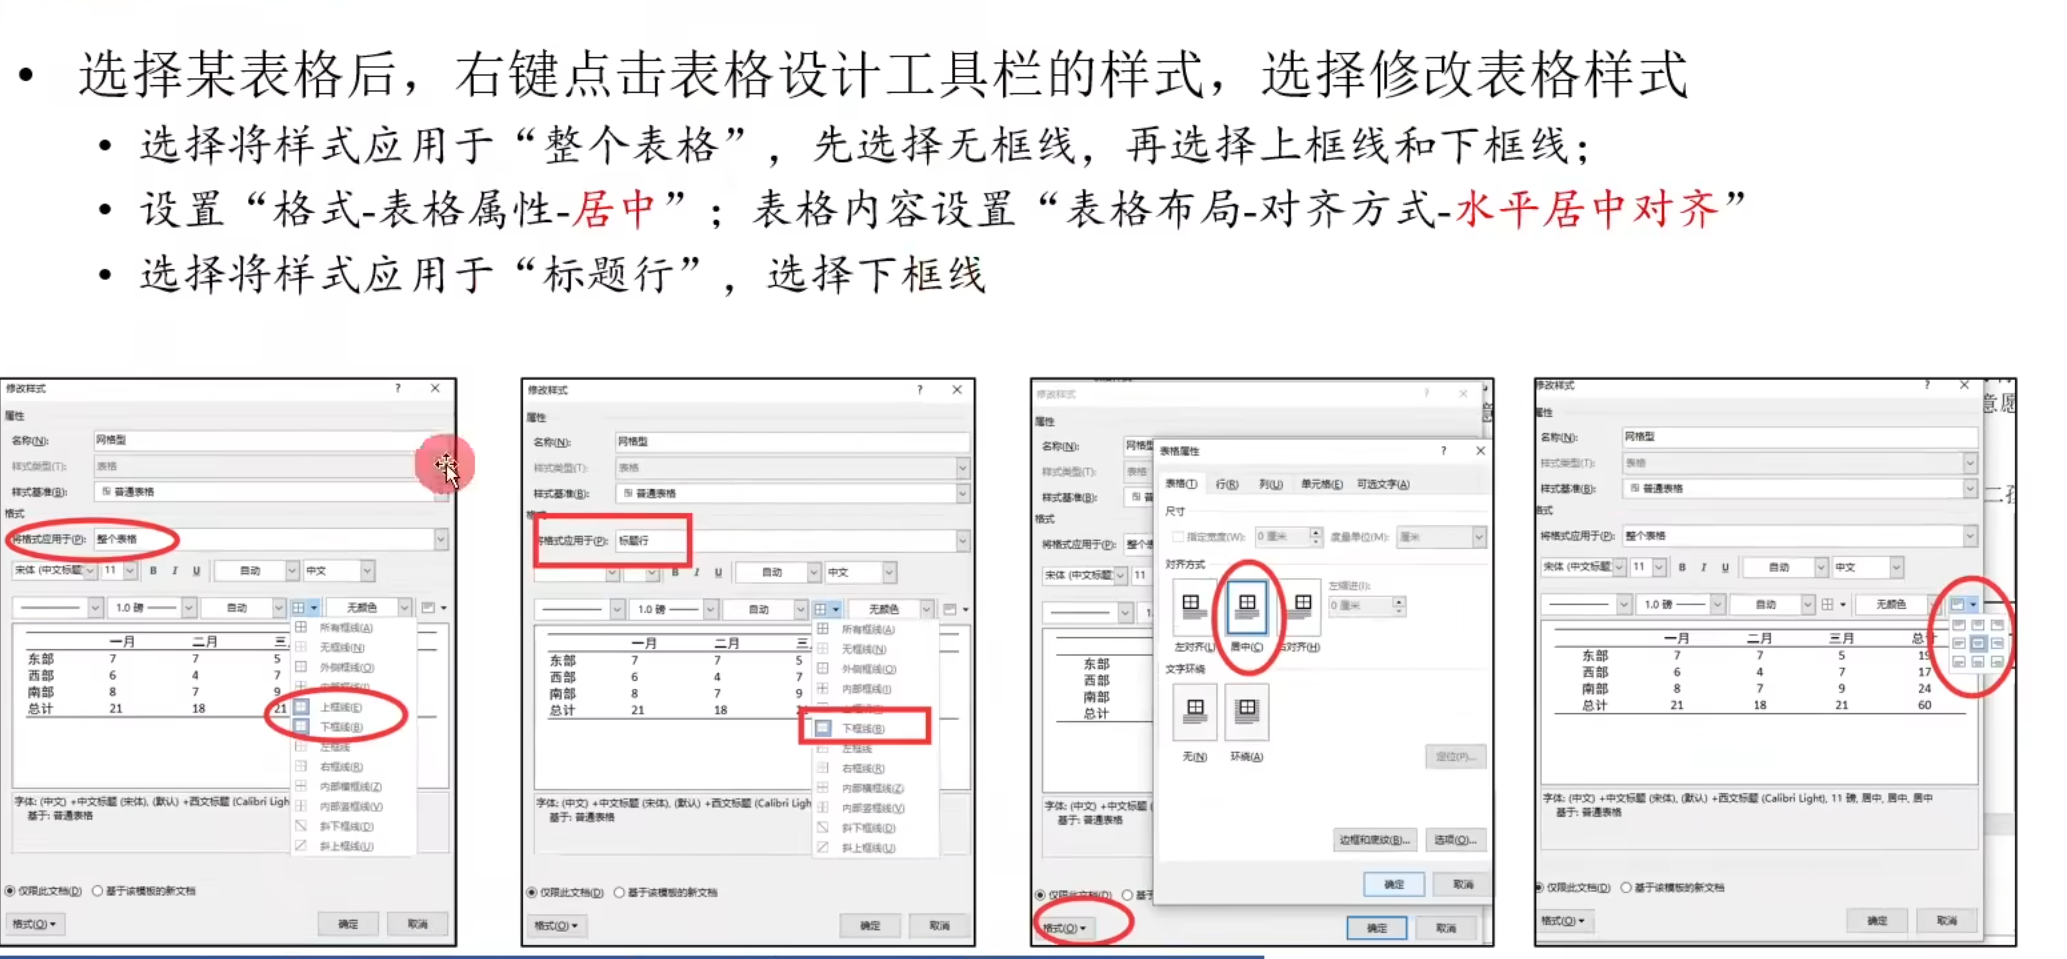 • 选择某表格后，右键点击表格设计工具栏的样式，选择修改表格样式
• 选择将样式应用于“整个表格”，先选择无框线，再选择上框线和下框线；
• 设置“格式-表格属性-居中”；表格内容设置“表格布局-对齐方式-水平居中对齐”
• 选择将样式应用于“标题行”，选择下框线
修改样式 ? ×
属性
名称(N): 网格型
样式类型(T): 表格
样式基准(B): 普通表格
格式
将格式应用于(P): 整个表格
宋体 (中文标题 11 B I U 自动 中文
1.0 磅 自动 无颜色
一月 二月 三
东部 7 7 5
西部 6 4 7
南部 8 7 9
总计 21 18 21
所有框线(A)
无框线(N)
外侧框线(O)
内部框线(I)
上框线(E)
下框线(B)
左框线
右框线(R)
内部横框线(Z)
内部竖框线(V)
斜下框线(D)
斜上框线(U)
字体: (中文) +中文标题 (宋体), (默认) +西文标题 (Calibri Ligh
基于: 普通表格
仅限此文档(D) 基于该模板的新文档
格式(O) 确定 取消
修改样式 ? ×
属性
名称(N): 网格型
样式类型(T): 表格
样式基准(B): 普通表格
将格式应用于(P): 标题行
B I U 自动 中文
1.0 磅 自动 无颜色
一月 二月 三
东部 7 7 5
西部 6 4 7
南部 8 7 9
总计 21 18
所有框线(A)
无框线(N)
外侧框线(O)
内部框线(I)
下框线(B)
左框线
右框线(R)
内部横框线(Z)
内部竖框线(V)
斜下框线(D)
斜上框线(U)
字体: (中文) +中文标题 (宋体), (默认) +西文标题 (Calibri Ligh
基于: 普通表格
仅限此文档(D) 基于该模板的新文档
格式(O) 确定 取消
修改样式 ? ×
属性
名称(N): 网格型
样式类型(T): 表格
样式基准(B): 普
格式
将格式应用于(P): 整个
宋体 (中文标题 11
东部
西部
南部
总计
字体: (中文) +中文标题 (
基于: 普通表格
仅限此文档(D) 基于
格式(O) 确定 取消
表格属性 ? ×
表格(T) 行(R) 列(U) 单元格(E) 可选文字(A)
尺寸
指定宽度(W): 0 厘米 度量单位(M): 厘米
对齐方式
左缩进(I):
0 厘米
左对齐(L) 居中(C) 右对齐(H)
文字环绕
无(N) 环绕(A) 定位(P)...
边框和底纹(B)... 选项(O)...
确定 取消
修改样式 ? ×
属性
名称(N): 网格型
样式类型(T): 表格
样式基准(B): 普通表格
格式
将格式应用于(P): 整个表格
宋体 (中文标题 11 B I U 自动 中文
1.0 磅 自动 无颜色
一月 二月 三月 总计
东部 7 7 5 19
西部 6 4 7 17
南部 8 7 9 24
总计 21 18 21 60
字体: (中文) +中文标题 (宋体), (默认) +西文标题 (Calibri Light), 11 磅, 居中, 居中, 居中
基于: 普通表格
仅限此文档(D) 基于该模板的新文档
格式(O) 确定 取消
意愿